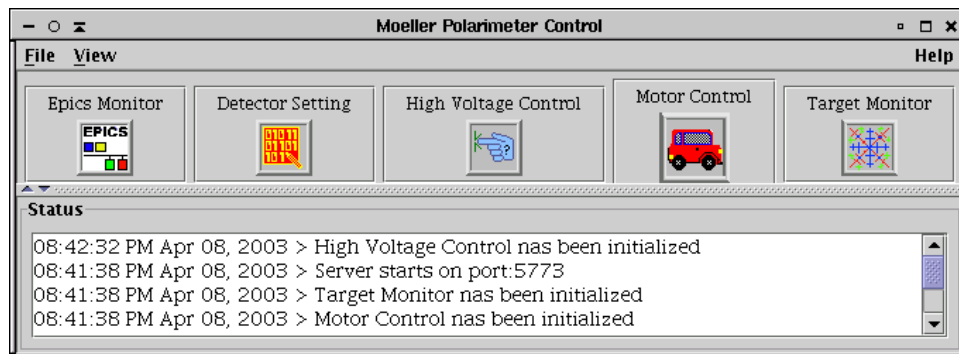 Moeller Polarimeter Control
File View Help
Epics Monitor Detector Setting High Voltage Control Motor Control Target Monitor
EPICS
Status
08:42:32 PM Apr 08, 2003 > High Voltage Control nas been initialized
08:41:38 PM Apr 08, 2003 > Server starts on port:5773
08:41:38 PM Apr 08, 2003 > Target Monitor nas been initialized
08:41:38 PM Apr 08, 2003 > Motor Control nas been initialized